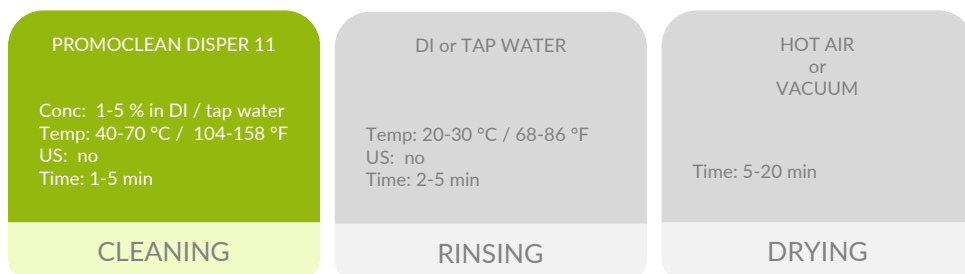 PROMOCLEAN DISPER 11
Conc: 1-5 % in DI / tap water
Temp: 40-70 °C / 104-158 °F
US: no
Time: 1-5 min
CLEANING
DI or TAP WATER
Temp: 20-30 °C / 68-86 °F
US: no
Time: 2-5 min
RINSING
HOT AIR
or
VACUUM
Time: 5-20 min
DRYING